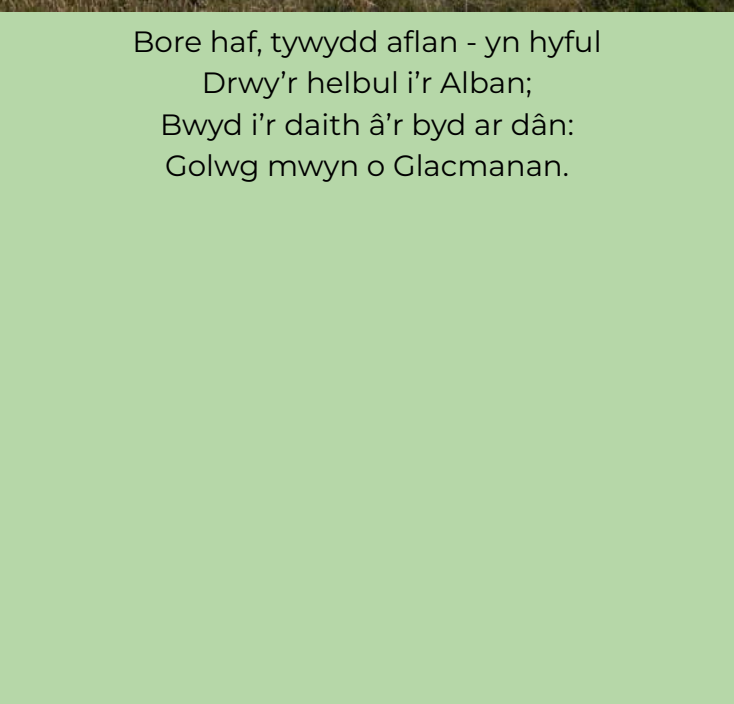 Bore haf, tywydd aflan - yn hyful
Drwy’r helbul i’r Alban;
Bwyd i’r daith â’r byd ar dân:
Golwg mwyn o Glacmanan.